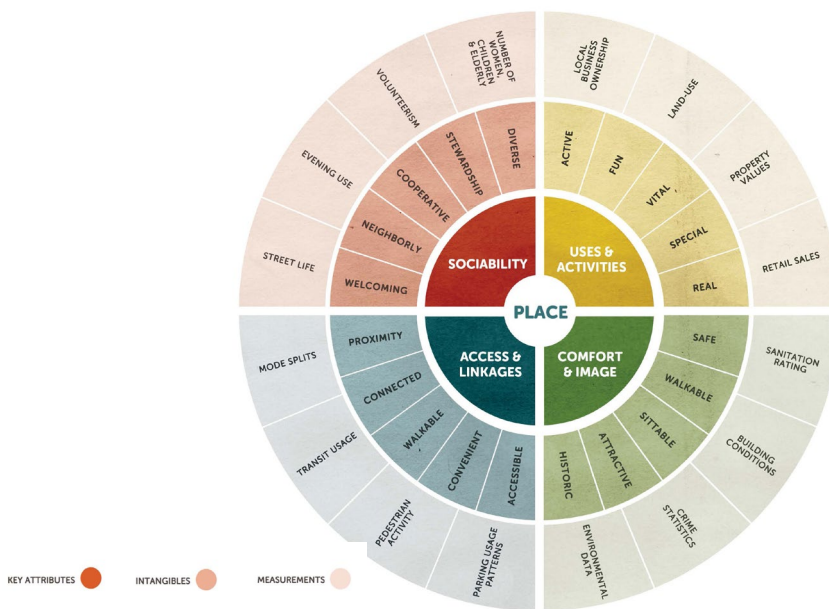 NUMBER OF
WOMEN,
CHILDREN
& ELDERLY
VOLUNTEERISM
EVENING USE
STREET LIFE
DIVERSE
STEWARDSHIP
COOPERATIVE
NEIGHBORLY
WELCOMING
SOCIABILITY
LOCAL
BUSINESS
OWNERSHIP
LAND-USE
PROPERTY
VALUES
RETAIL SALES
ACTIVE
FUN
VITAL
SPECIAL
REAL
USES &
ACTIVITIES
PLACE
ACCESS &
LINKAGES
PROXIMITY
CONNECTED
WALKABLE
CONVENIENT
ACCESSIBLE
MODE SPLITS
TRANSIT USAGE
PEDESTRIAN
ACTIVITY
PARKING USAGE
PATTERNS
COMFORT
& IMAGE
SAFE
WALKABLE
SITTABLE
ATTRACTIVE
HISTORIC
SANITATION
RATING
BUILDING
CONDITIONS
CRIME
STATISTICS
ENVIRONMENTAL
DATA
KEY ATTRIBUTES
INTANGIBLES
MEASUREMENTS